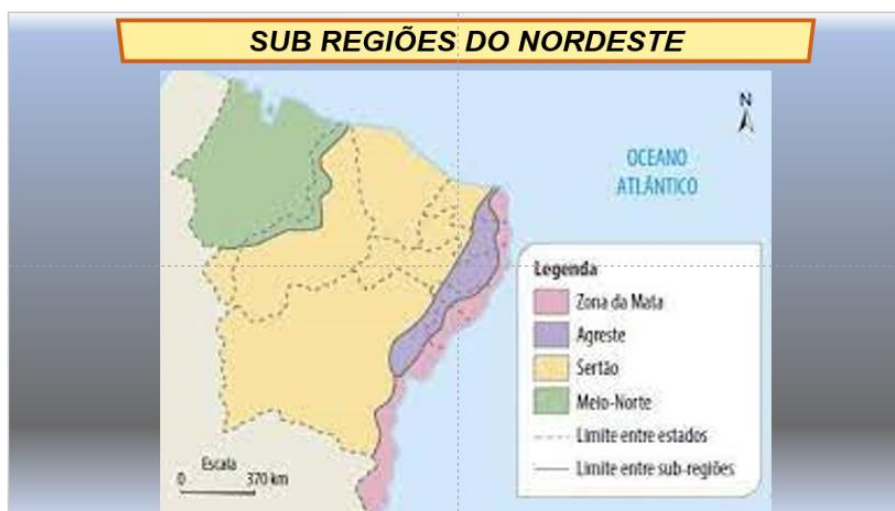 SUB REGIÕES DO NORDESTE
N
OCEANO
ATLÂNTICO
Legenda
Zona da Mata
Agreste
Sertão
Meio-Norte
Limite entre estados
Limite entre sub-regiões
Escala
0 370 km